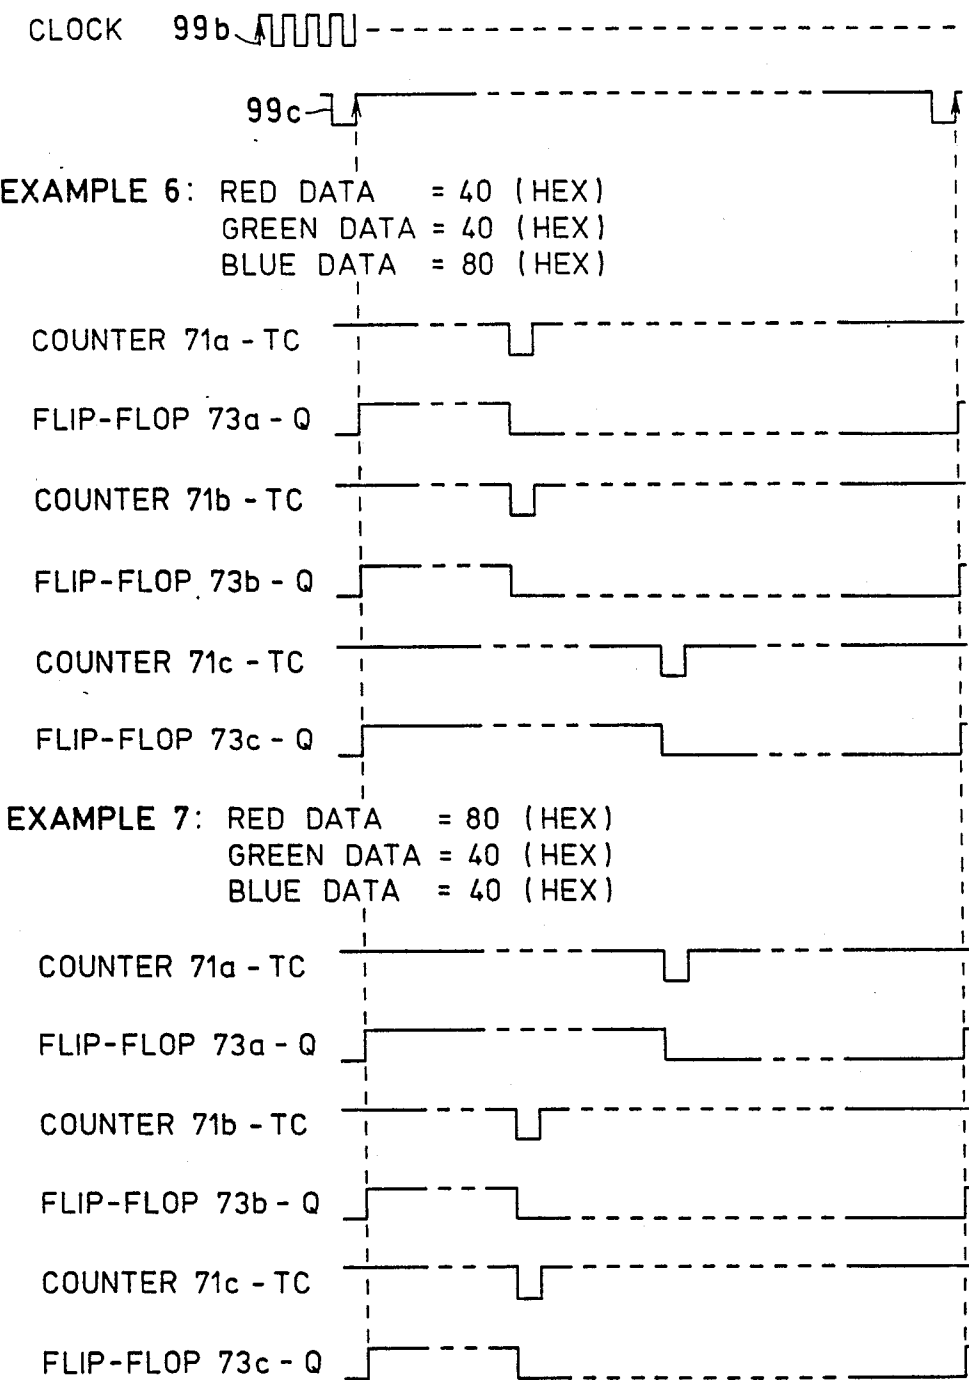 CLOCK 99b
99c
EXAMPLE 6: RED DATA = 40 (HEX)
GREEN DATA = 40 (HEX)
BLUE DATA = 80 (HEX)
COUNTER 71a - TC
FLIP-FLOP 73a - Q
COUNTER 71b - TC
FLIP-FLOP 73b - Q
COUNTER 71c - TC
FLIP-FLOP 73c - Q
EXAMPLE 7: RED DATA = 80 (HEX)
GREEN DATA = 40 (HEX)
BLUE DATA = 40 (HEX)
COUNTER 71a - TC
FLIP-FLOP 73a - Q
COUNTER 71b - TC
FLIP-FLOP 73b - Q
COUNTER 71c - TC
FLIP-FLOP 73c - Q